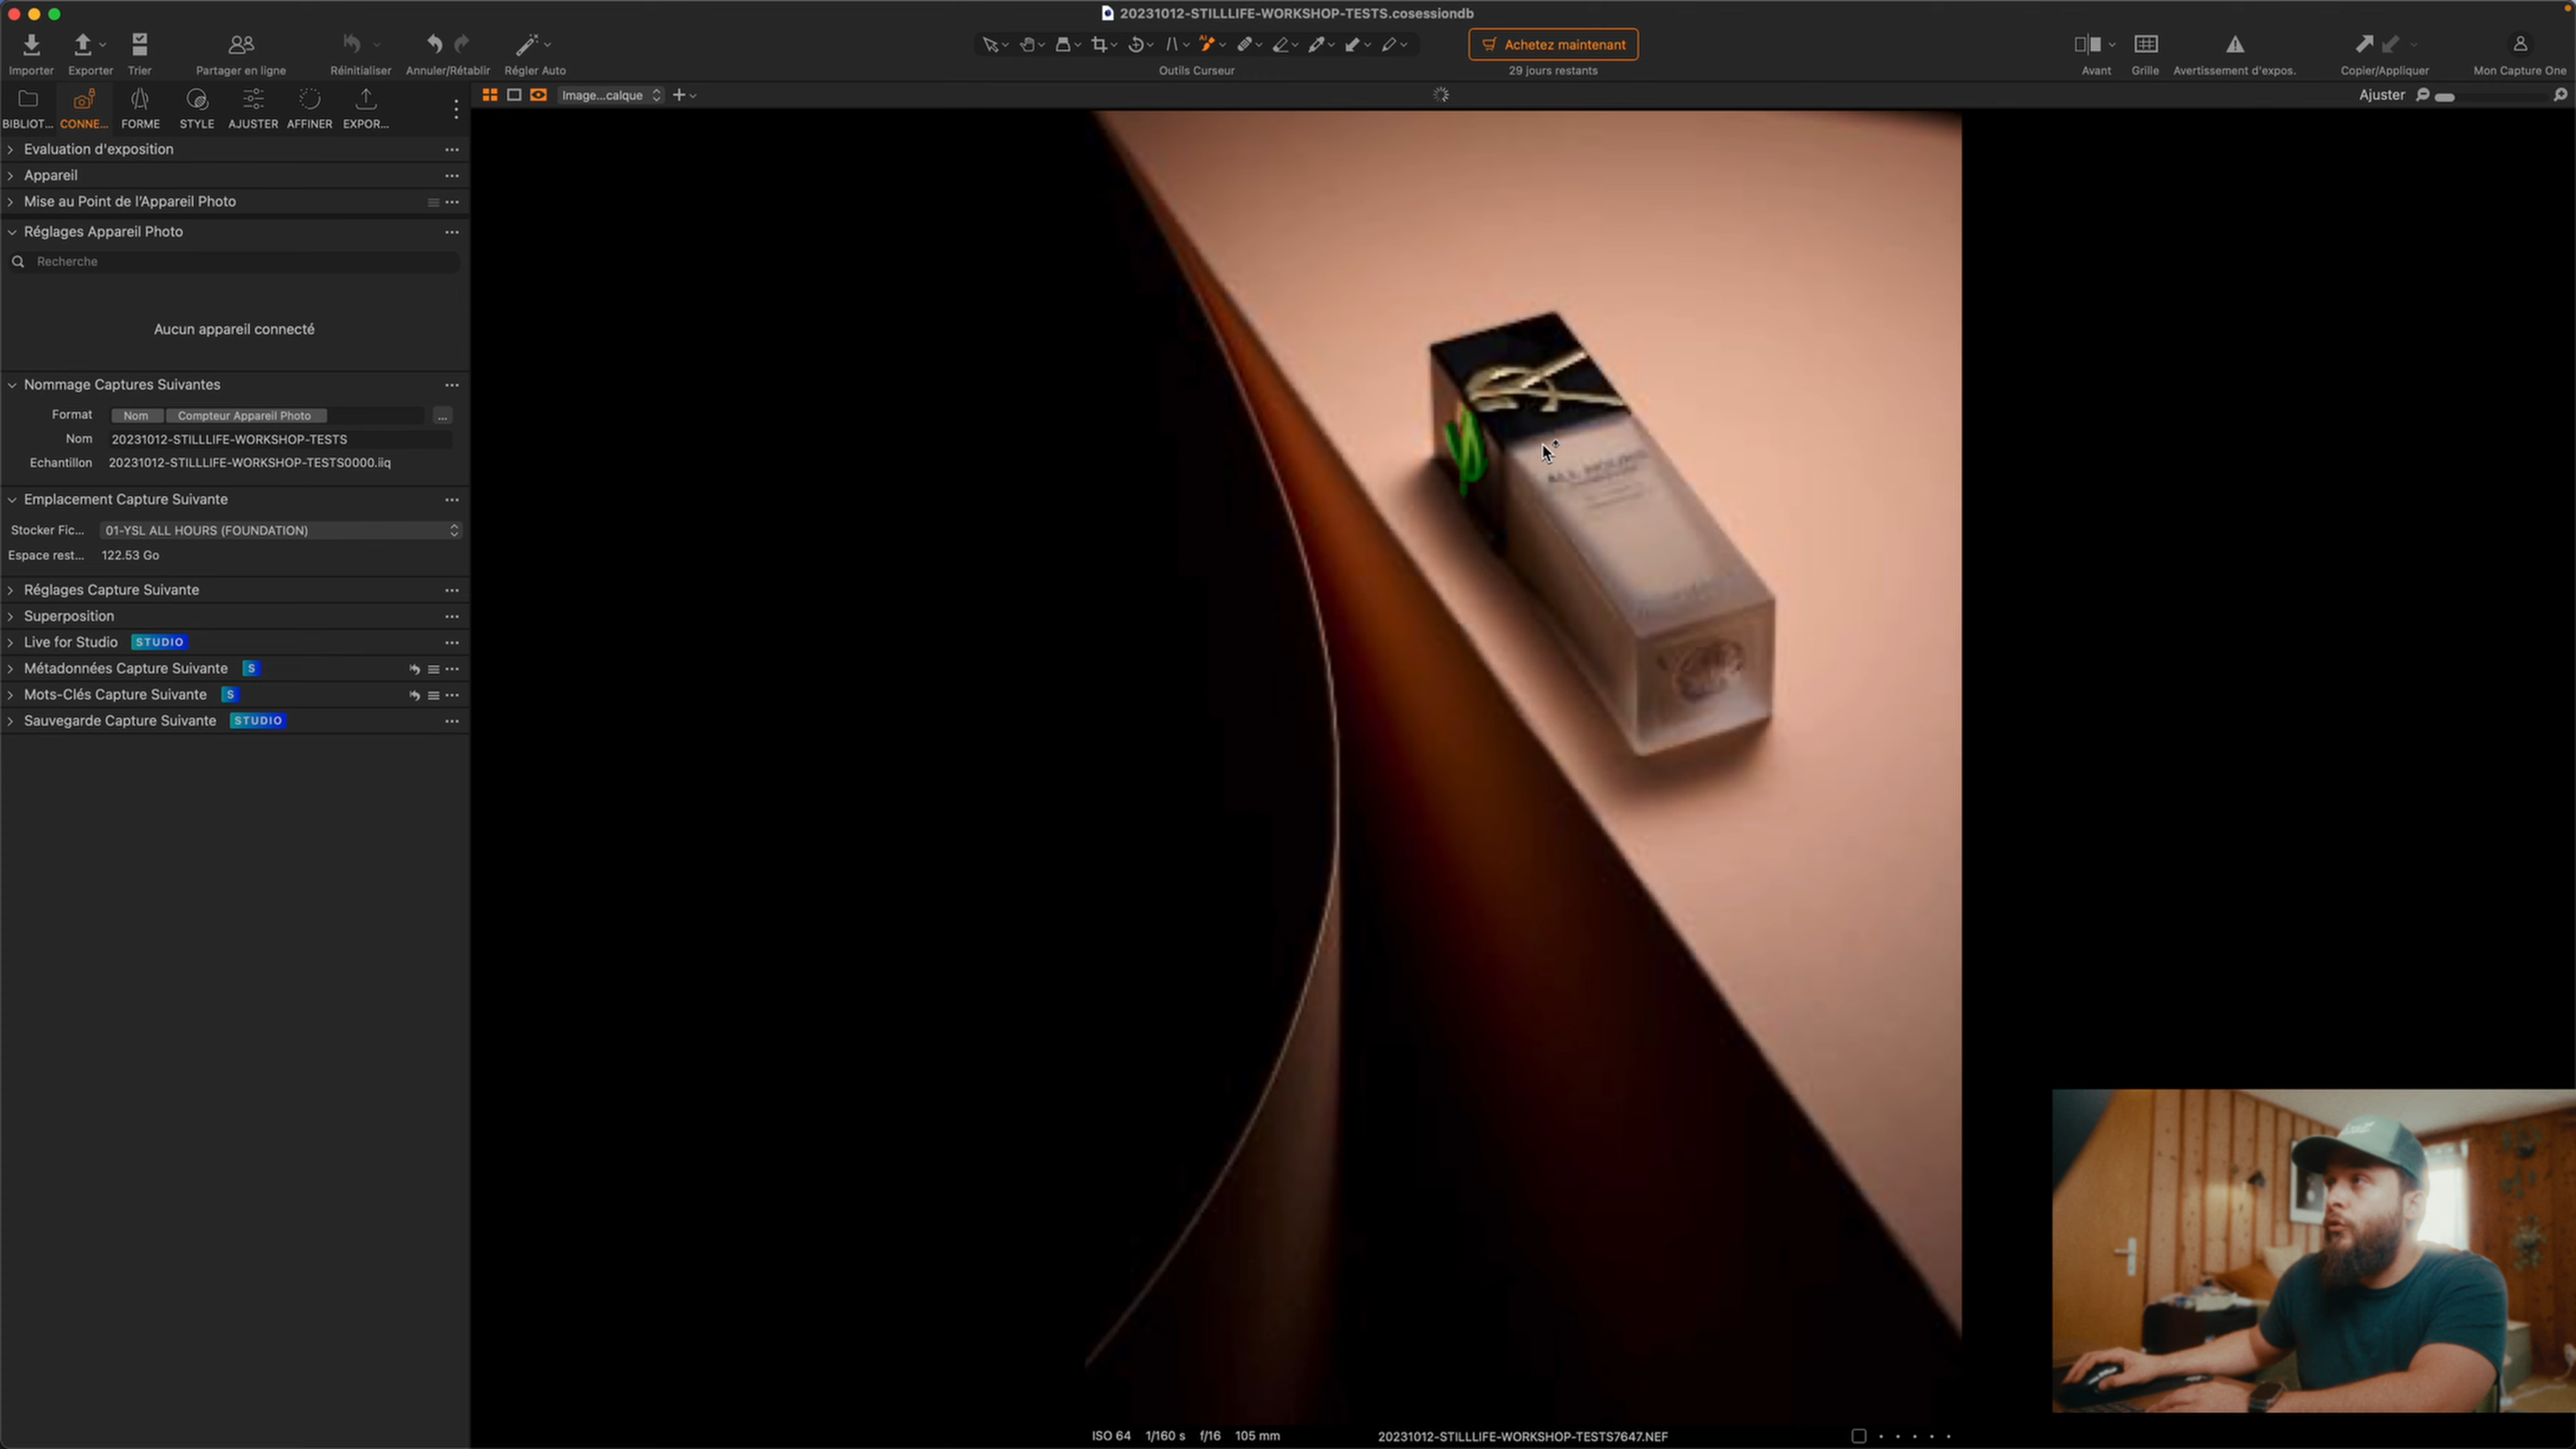 20231012-STILLLIFE-WORKSHOP-TESTS.cosessiondb
Importer
Exporter
Trier
Partager en ligne
Réinitialiser
Annuler/Rétablir
Régler Auto
Outils Curseur
Achetez maintenant
29 jours restants
Avant
Grille
Avertissement d'expos.
Copier/Appliquer
Mon Capture One
BIBLIOT...
CONNE...
FORME
STYLE
AJUSTER
AFFINER
EXPOR...
Image...calque
Ajuster
Evaluation d'exposition
Appareil
Mise au Point de l'Appareil Photo
Réglages Appareil Photo
Recherche
Aucun appareil connecté
Nommage Captures Suivantes
Format Nom Compteur Appareil Photo ...
Nom 20231012-STILLLIFE-WORKSHOP-TESTS
Echantillon 20231012-STILLLIFE-WORKSHOP-TESTS0000.iiq
Emplacement Capture Suivante
Stocker Fic... 01-YSL ALL HOURS (FOUNDATION)
Espace rest... 122.53 Go
Réglages Capture Suivante
Superposition
Live for Studio STUDIO
Métadonnées Capture Suivante S
Mots-Clés Capture Suivante S
Sauvegarde Capture Suivante STUDIO
ALL HOURS
ISO 64 1/160 s f/16 105 mm
20231012-STILLLIFE-WORKSHOP-TESTS7647.NEF